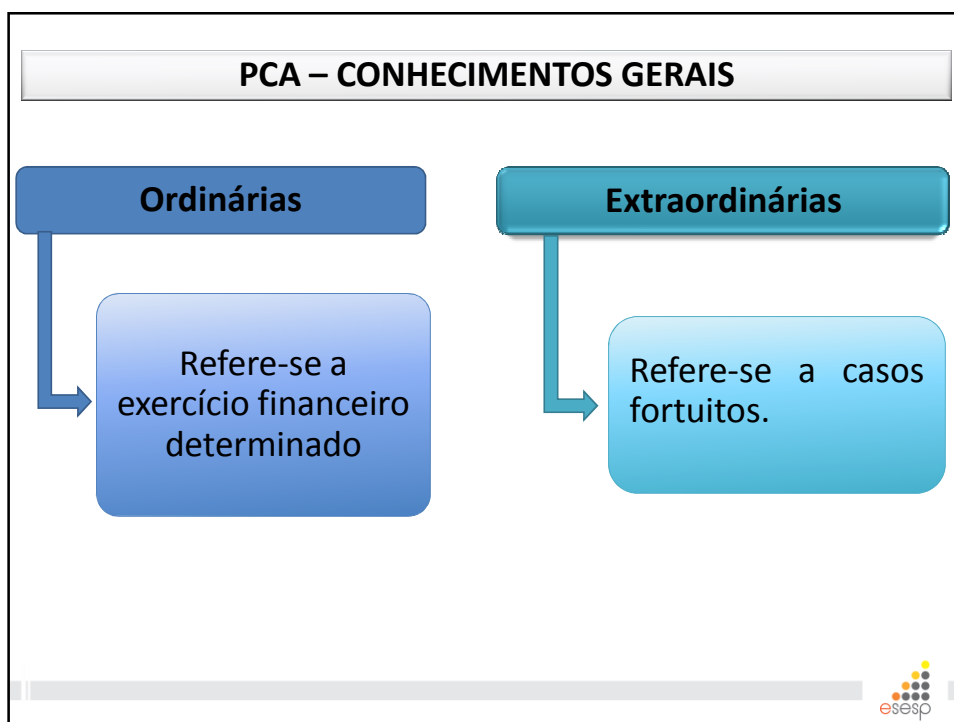 PCA – CONHECIMENTOS GERAIS
Ordinárias
Refere-se a
exercício financeiro
determinado
Extraordinárias
Refere-se a casos
fortuitos.
esesp